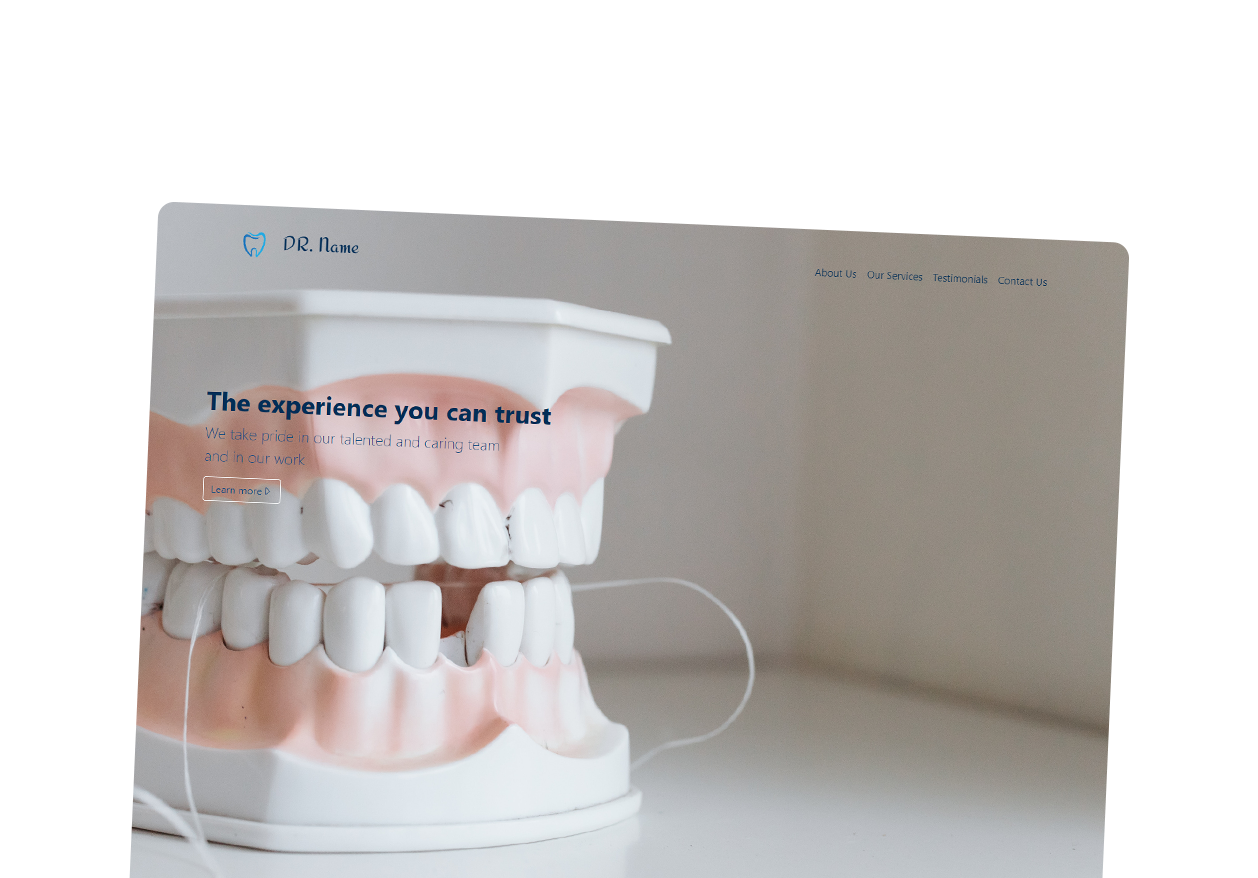 DR. Name
About Us Our Services Testimonials Contact Us
The experience you can trust
We take pride in our talented and caring team
and in our work
Learn more